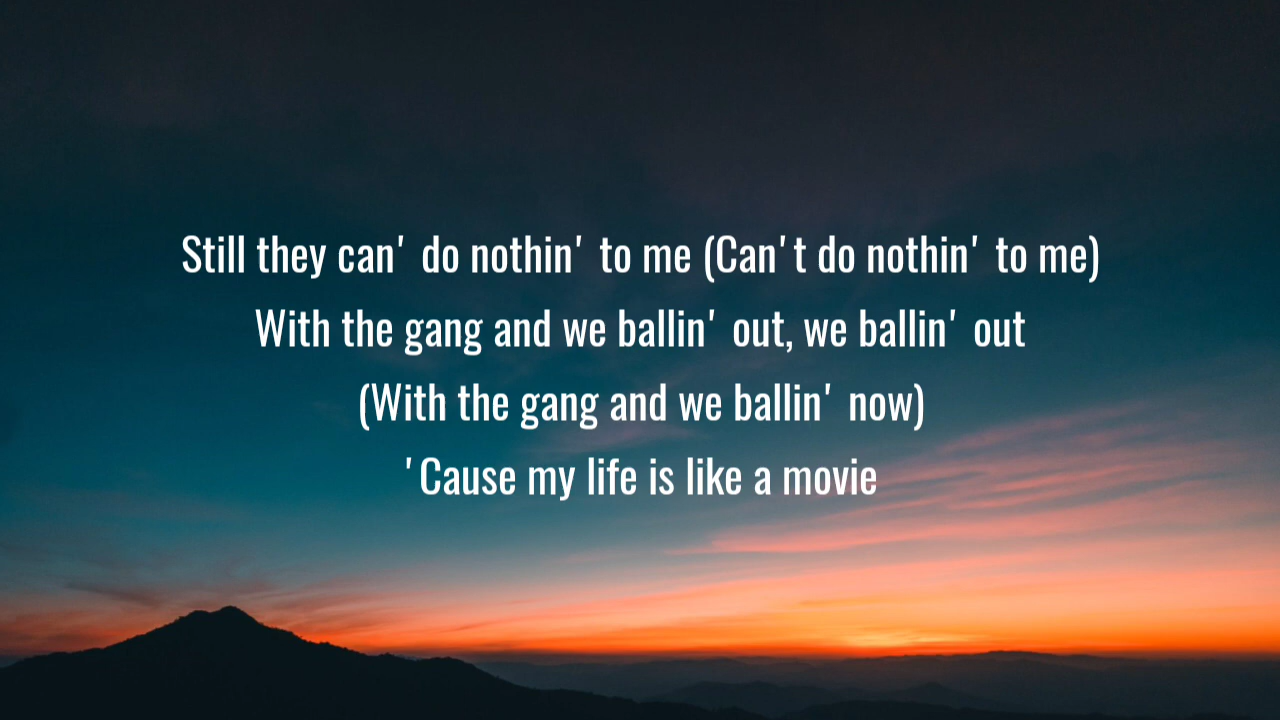 Still they can' do nothin' to me (Can't do nothin' to me)
With the gang and we ballin' out, we ballin' out
(With the gang and we ballin' now)
'Cause my life is like a movie